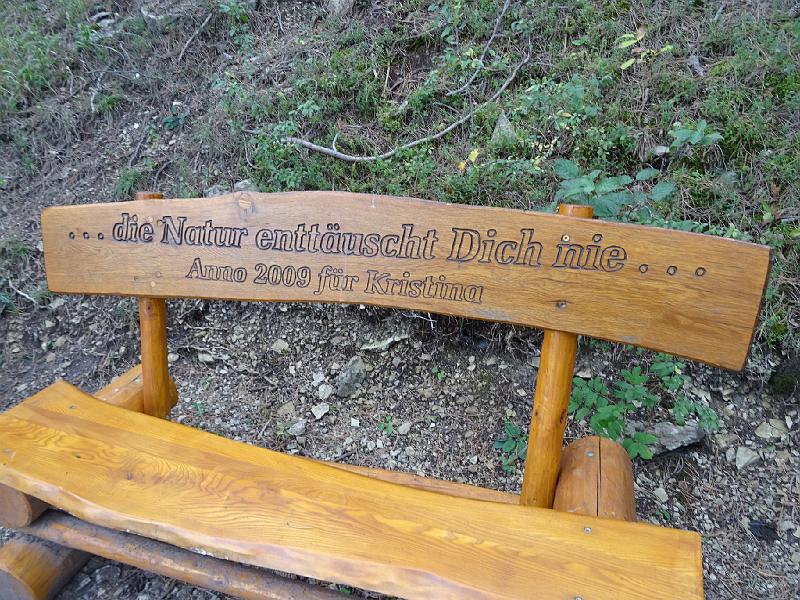 ... die Natur enttäuscht Dich nie ...
Anno 2009 für Kristina